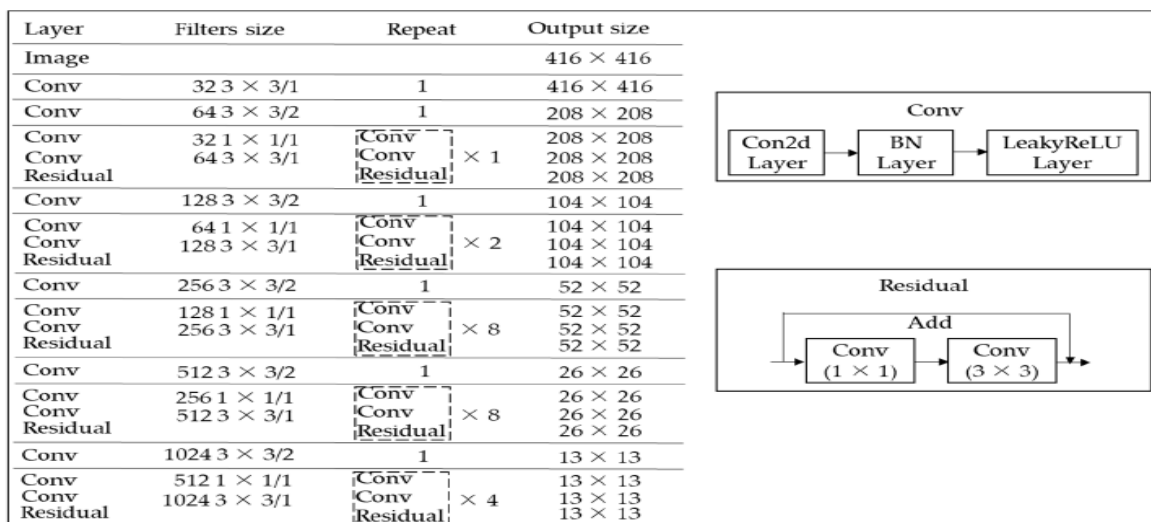 Layer Filters size Repeat Output size
Image 416 × 416
Conv 32 3 × 3/1 1 416 × 416
Conv 64 3 × 3/2 1 208 × 208
Conv 32 1 × 1/1 Conv 208 × 208
Conv 64 3 × 3/1 Conv × 1 208 × 208
Residual Residual 208 × 208
Conv 128 3 × 3/2 1 104 × 104
Conv 64 1 × 1/1 Conv 104 × 104
Conv 128 3 × 3/1 Conv × 2 104 × 104
Residual Residual 104 × 104
Conv 256 3 × 3/2 1 52 × 52
Conv 128 1 × 1/1 Conv 52 × 52
Conv 256 3 × 3/1 Conv × 8 52 × 52
Residual Residual 52 × 52
Conv 512 3 × 3/2 1 26 × 26
Conv 256 1 × 1/1 Conv 26 × 26
Conv 512 3 × 3/1 Conv × 8 26 × 26
Residual Residual 26 × 26
Conv 1024 3 × 3/2 1 13 × 13
Conv 512 1 × 1/1 Conv 13 × 13
Conv 1024 3 × 3/1 Conv × 4 13 × 13
Residual Residual 13 × 13
Conv
Con2d BN LeakyReLU
Layer Layer Layer
Residual
Add
Conv Conv
(1 × 1) (3 × 3)